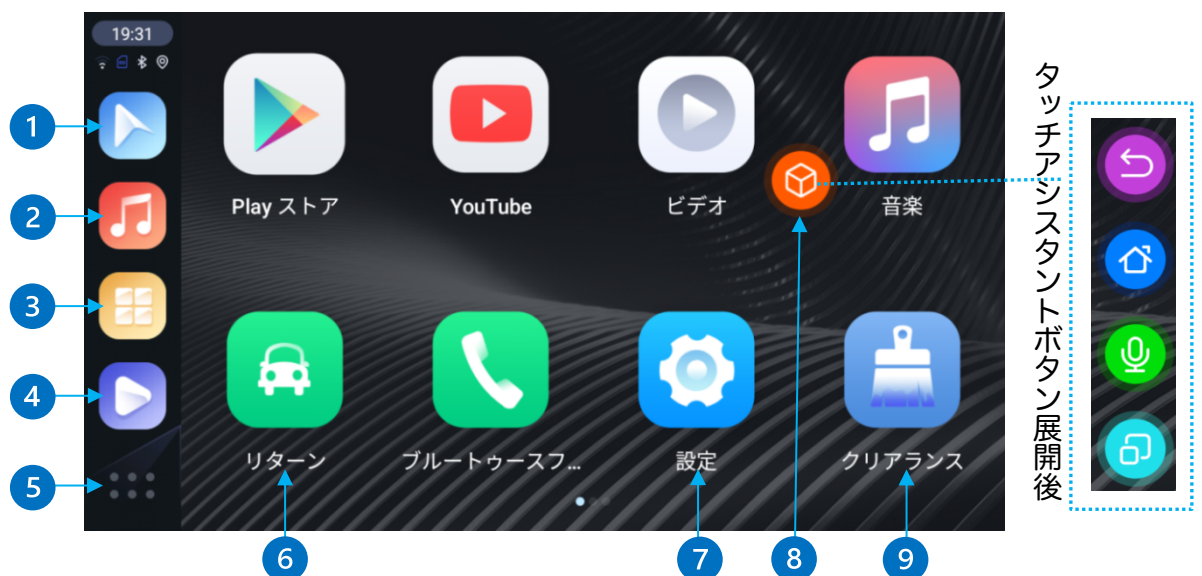 19:31
1
2
3
4
5
Play ストア
YouTube
ビデオ
音楽
リターン
ブルートゥースフ...
設定
クリアランス
6
7
8
9
タッチアシスタントボタン展開後